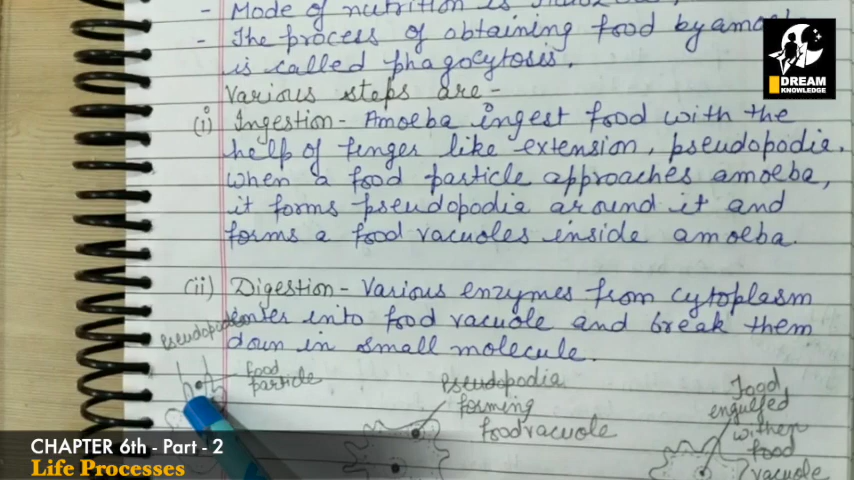 - Mode of nutrition is
- The process of obtaining food by amoeba
is called phagocytosis.
Various steps are -
(i) Ingestion - Amoeba ingest food with the
help of finger like extension, pseudopodia.
When a food particle approaches amoeba,
it forms pseudopodia around it and
forms a food vacuoles inside amoeba.
(ii) Digestion - Various enzymes from cytoplasm
enter into food vacuole and break them
down in small molecule.
Pseudopodia
food
particle
Pseudopodia
forming
food vacuole
Food
engulfed
within
food
vacuole
DREAM
KNOWLEDGE
CHAPTER 6th - Part - 2
Life Processes